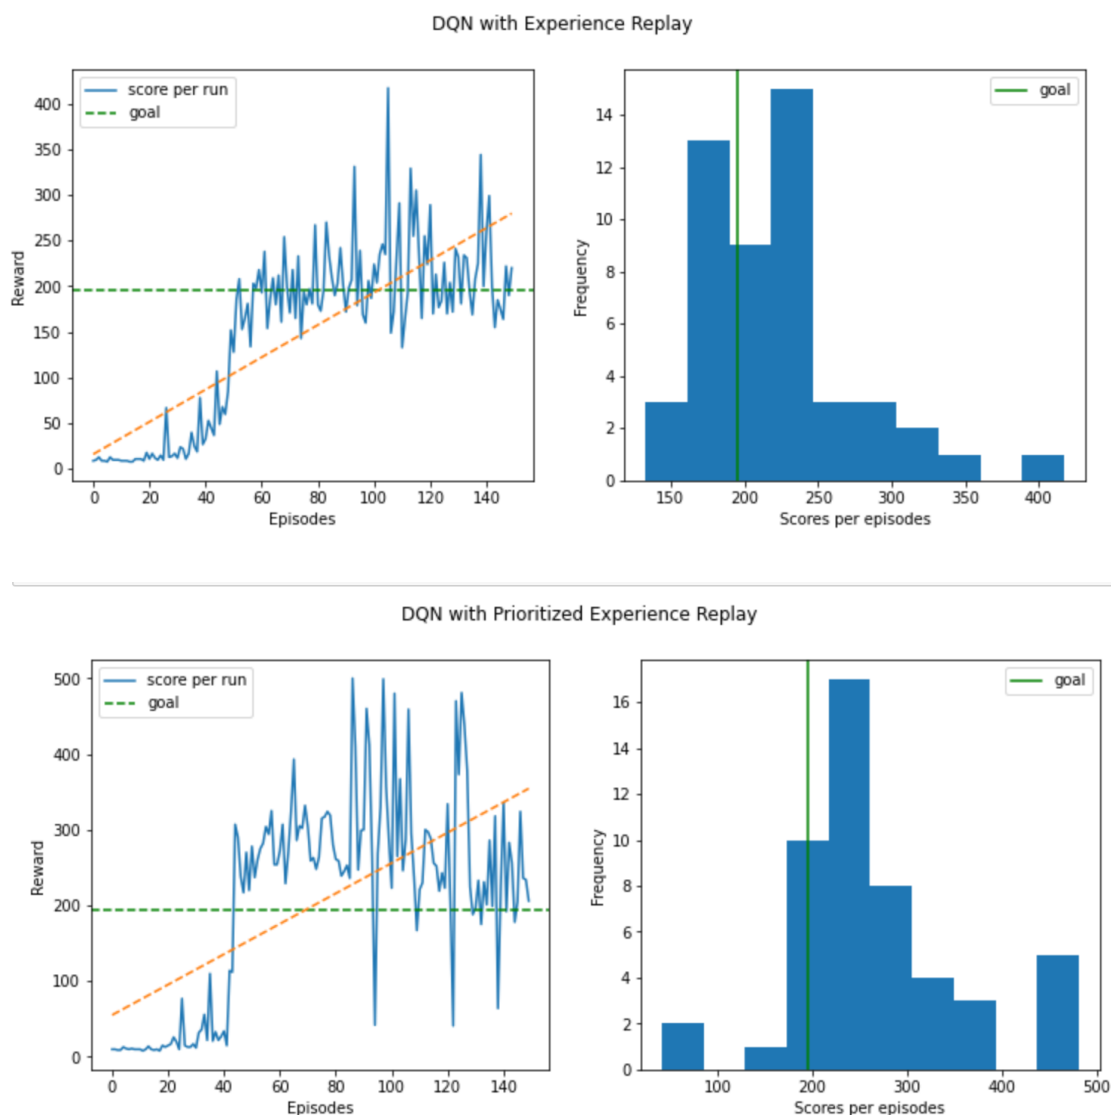 DQN with Experience Replay
score per run
goal
400
350
300
250
200
150
100
50
0
Reward
0 20 40 60 80 100 120 140
Episodes
goal
14
12
10
8
6
4
2
0
Frequency
150 200 250 300 350 400
Scores per episodes
DQN with Prioritized Experience Replay
score per run
goal
500
400
300
200
100
0
Reward
0 20 40 60 80 100 120 140
Episodes
goal
16
14
12
10
8
6
4
2
0
Frequency
100 200 300 400 500
Scores per episodes